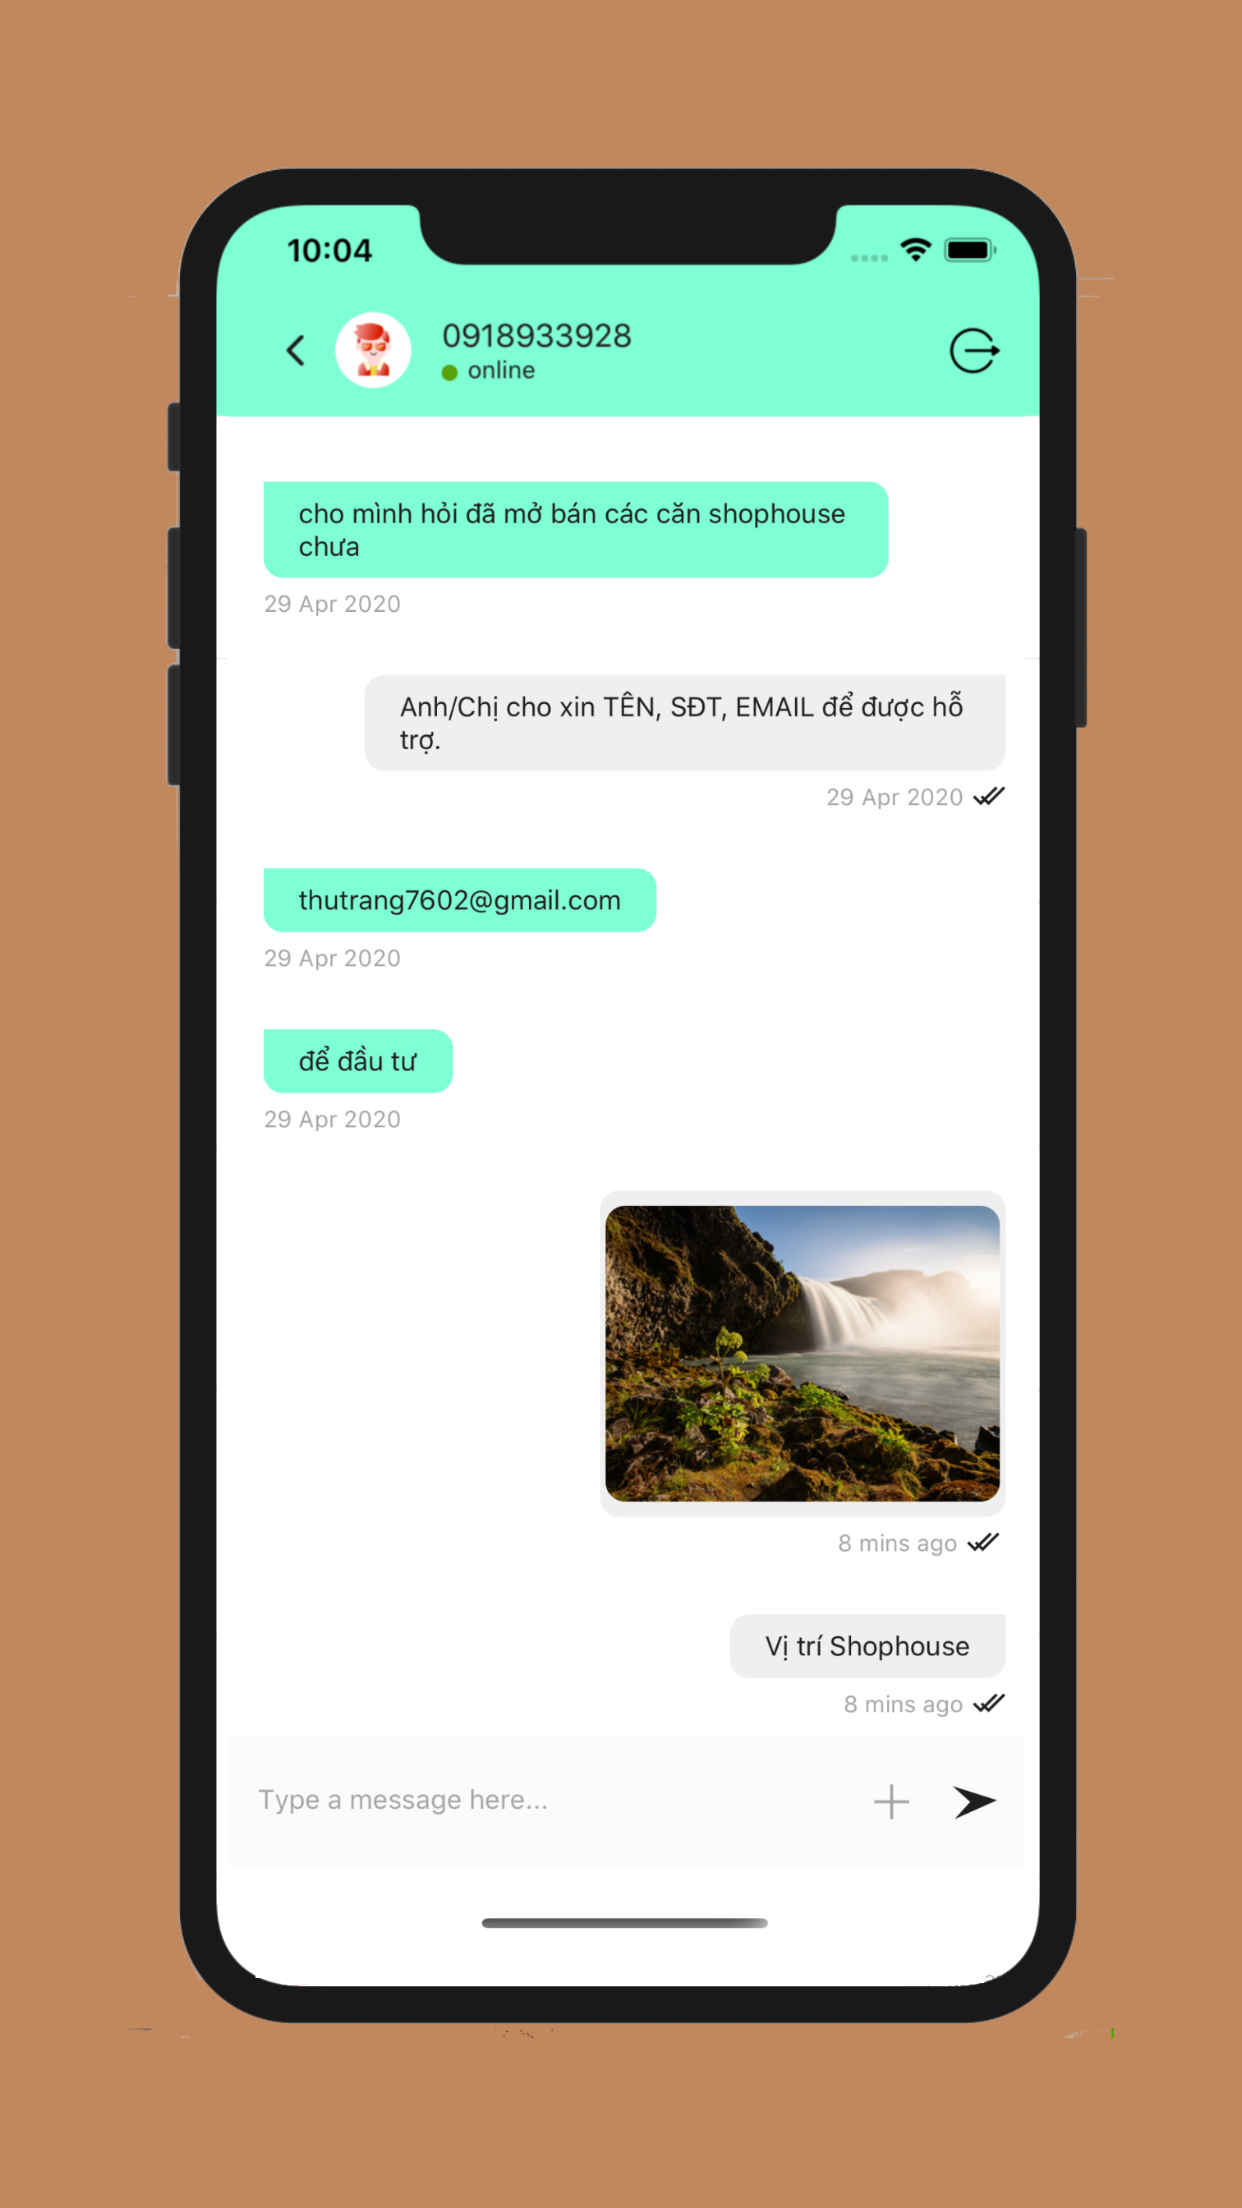 10:04
0918933928
online
cho mình hỏi đã mở bán các căn shophouse
chưa
29 Apr 2020
Anh/Chị cho xin TÊN, SĐT, EMAIL để được hỗ
trợ.
29 Apr 2020
thutrang7602@gmail.com
29 Apr 2020
để đầu tư
29 Apr 2020
8 mins ago
Vị trí Shophouse
8 mins ago
Type a message here...